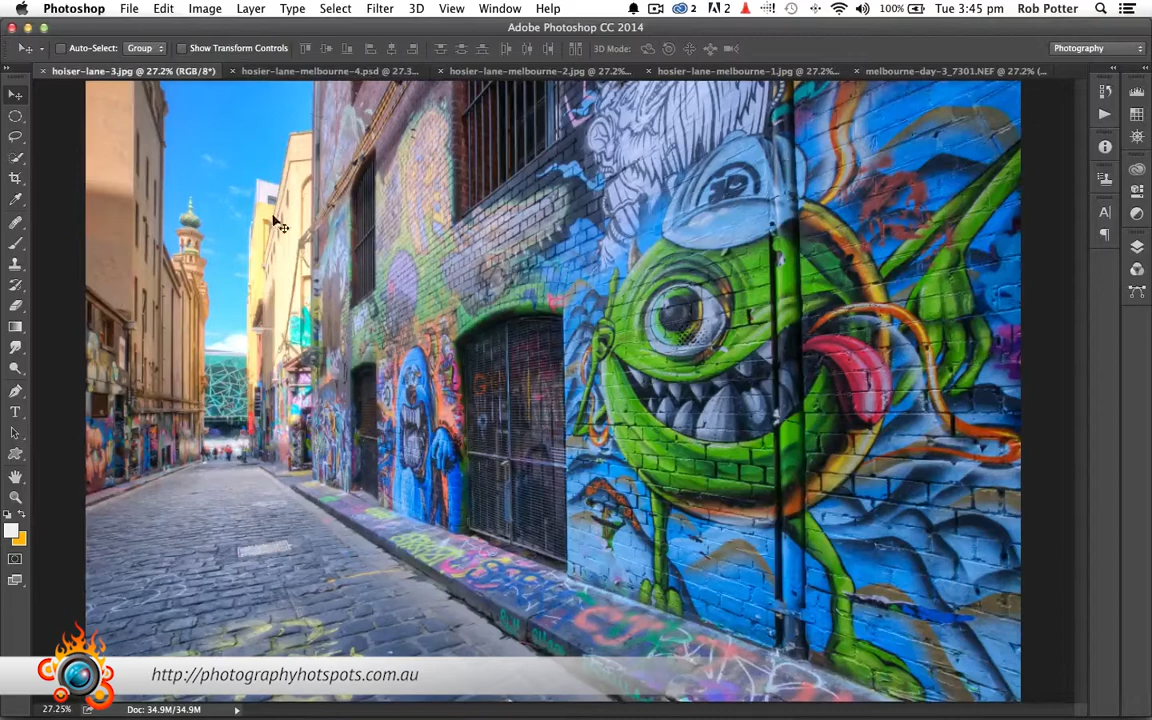 Photoshop File Edit Image Layer Type Select Filter 3D View Window Help 2 2 100% Tue 3:45 pm Rob Potter
Adobe Photoshop CC 2014
Auto-Select: Group Show Transform Controls 3D Mode: Photography
hoiser-lane-3.jpg @ 27.2% (RGB/8*) hosier-lane-melbourne-4.psd @ 27.3... hosier-lane-melbourne-2.jpg @ 27.2%... hosier-lane-melbourne-1.jpg @ 27.2%... melbourne-day-3_7301.NEF @ 27.2% (...
http://photographyhotspots.com.au
27.25% Doc: 34.9M/34.9M